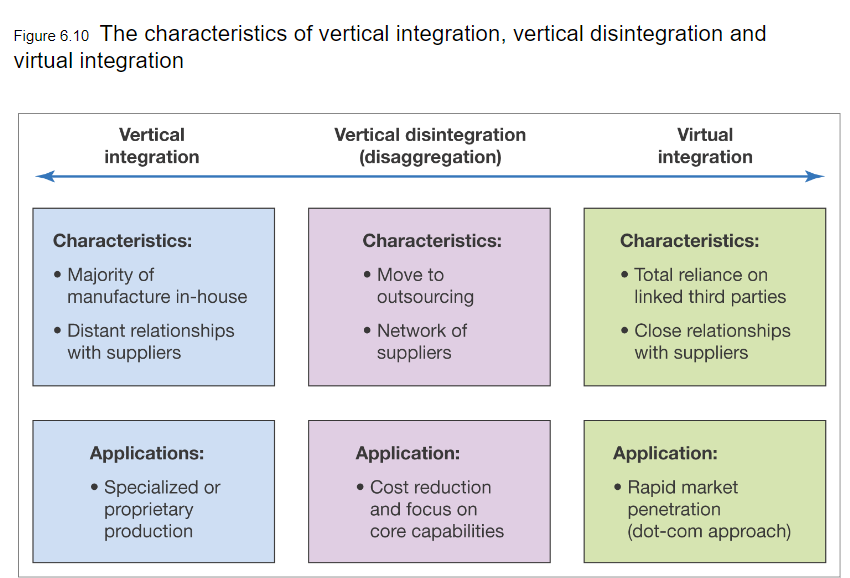 Figure 6.10 The characteristics of vertical integration, vertical disintegration and
virtual integration
Vertical
integration
Vertical disintegration
(disaggregation)
Virtual
integration
Characteristics:
• Majority of
manufacture in-house
• Distant relationships
with suppliers
Characteristics:
• Move to
outsourcing
• Network of
suppliers
Characteristics:
• Total reliance on
linked third parties
• Close relationships
with suppliers
Applications:
• Specialized or
proprietary
production
Application:
• Cost reduction
and focus on
core capabilities
Application:
• Rapid market
penetration
(dot-com approach)